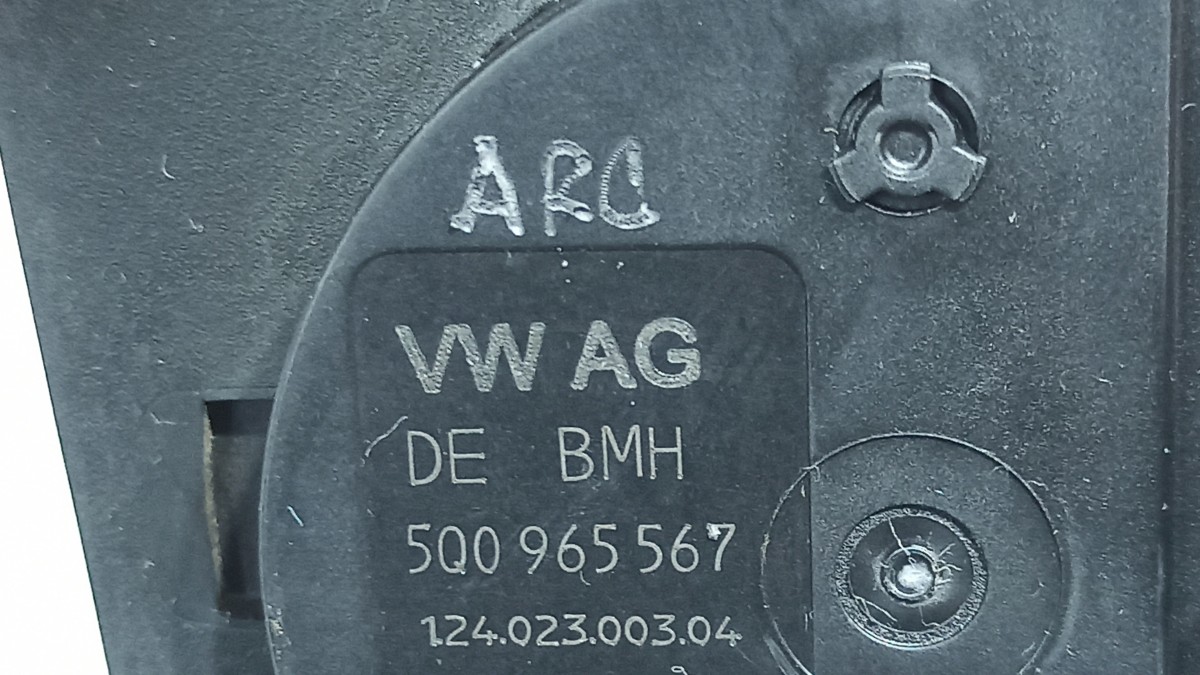 ARC
VW AG
DE BMH
5Q0 965 567
124.023.003.04